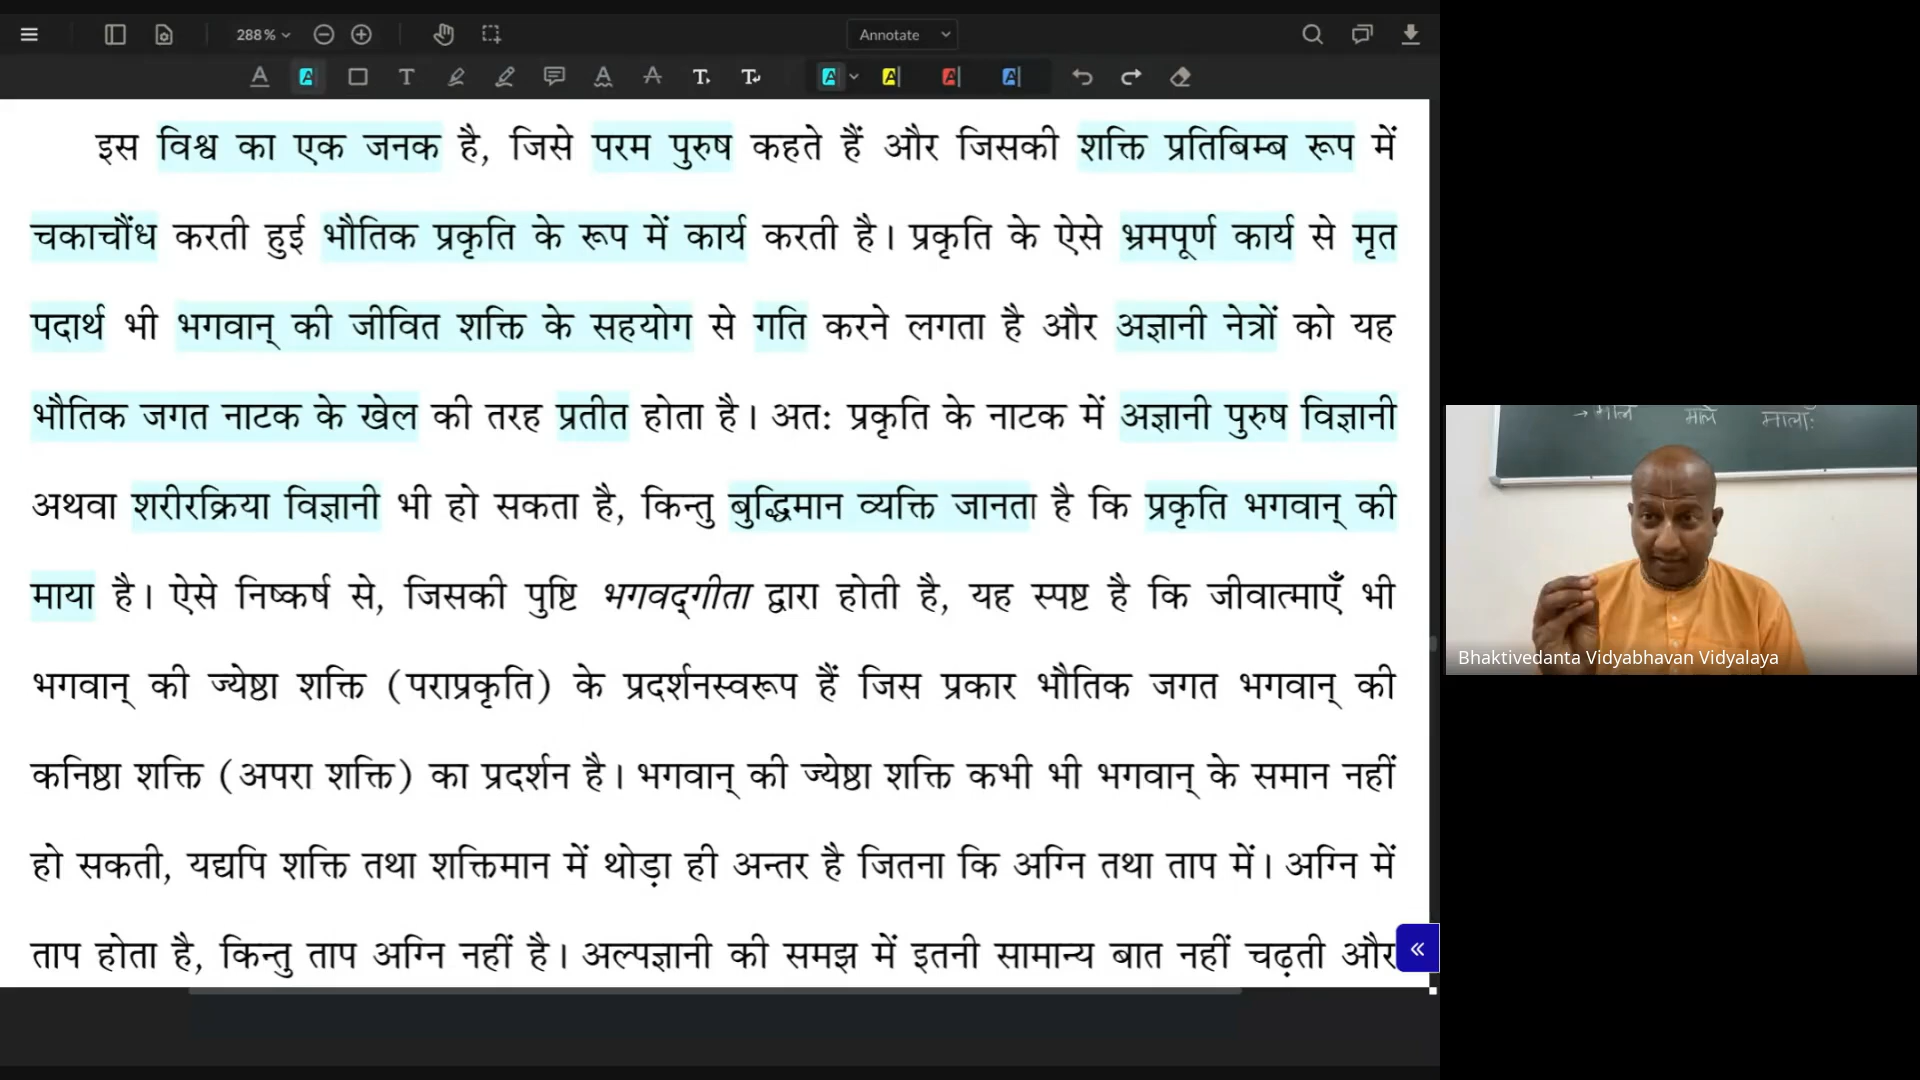 288%
Annotate
इस विश्व का एक जनक है, जिसे परम पुरुष कहते हैं और जिसकी शक्ति प्रतिबिम्ब रूप में
चकाचौंध करती हुई भौतिक प्रकृति के रूप में कार्य करती है। प्रकृति के ऐसे भ्रमपूर्ण कार्य से मृत
पदार्थ भी भगवान् की जीवित शक्ति के सहयोग से गति करने लगता है और अज्ञानी नेत्रों को यह
भौतिक जगत नाटक के खेल की तरह प्रतीत होता है। अतः प्रकृति के नाटक में अज्ञानी पुरुष विज्ञानी
अथवा शरीरक्रिया विज्ञानी भी हो सकता है, किन्तु बुद्धिमान व्यक्ति जानता है कि प्रकृति भगवान् की
माया है। ऐसे निष्कर्ष से, जिसकी पुष्टि भगवद्‌गीता द्वारा होती है, यह स्पष्ट है कि जीवात्माएँ भी
भगवान् की ज्येष्ठा शक्ति (पराप्रकृति) के प्रदर्शनस्वरूप हैं जिस प्रकार भौतिक जगत भगवान् की
कनिष्ठा शक्ति (अपरा शक्ति) का प्रदर्शन है। भगवान् की ज्येष्ठा शक्ति कभी भी भगवान् के समान नहीं
हो सकती, यद्यपि शक्ति तथा शक्तिमान में थोड़ा ही अन्तर है जितना कि अग्नि तथा ताप में। अग्नि में
ताप होता है, किन्तु ताप अग्नि नहीं है। अल्पज्ञानी की समझ में इतनी सामान्य बात नहीं चढ़ती और
माले मालाः
Bhaktivedanta Vidyabhavan Vidyalaya